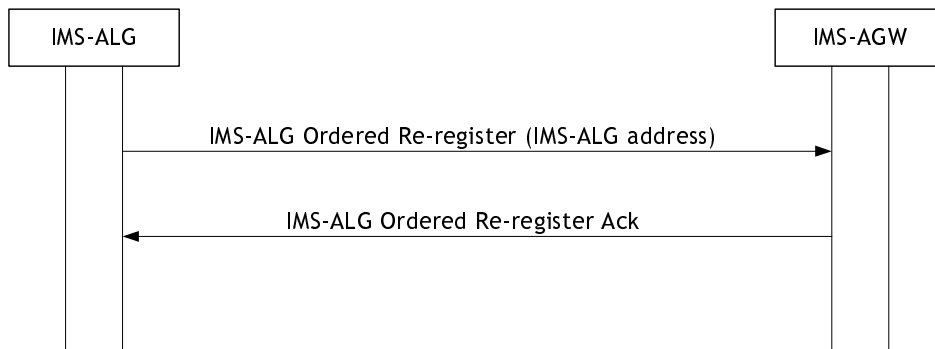 IMS-ALG
IMS-AGW
IMS-ALG Ordered Re-register (IMS-ALG address)
IMS-ALG Ordered Re-register Ack